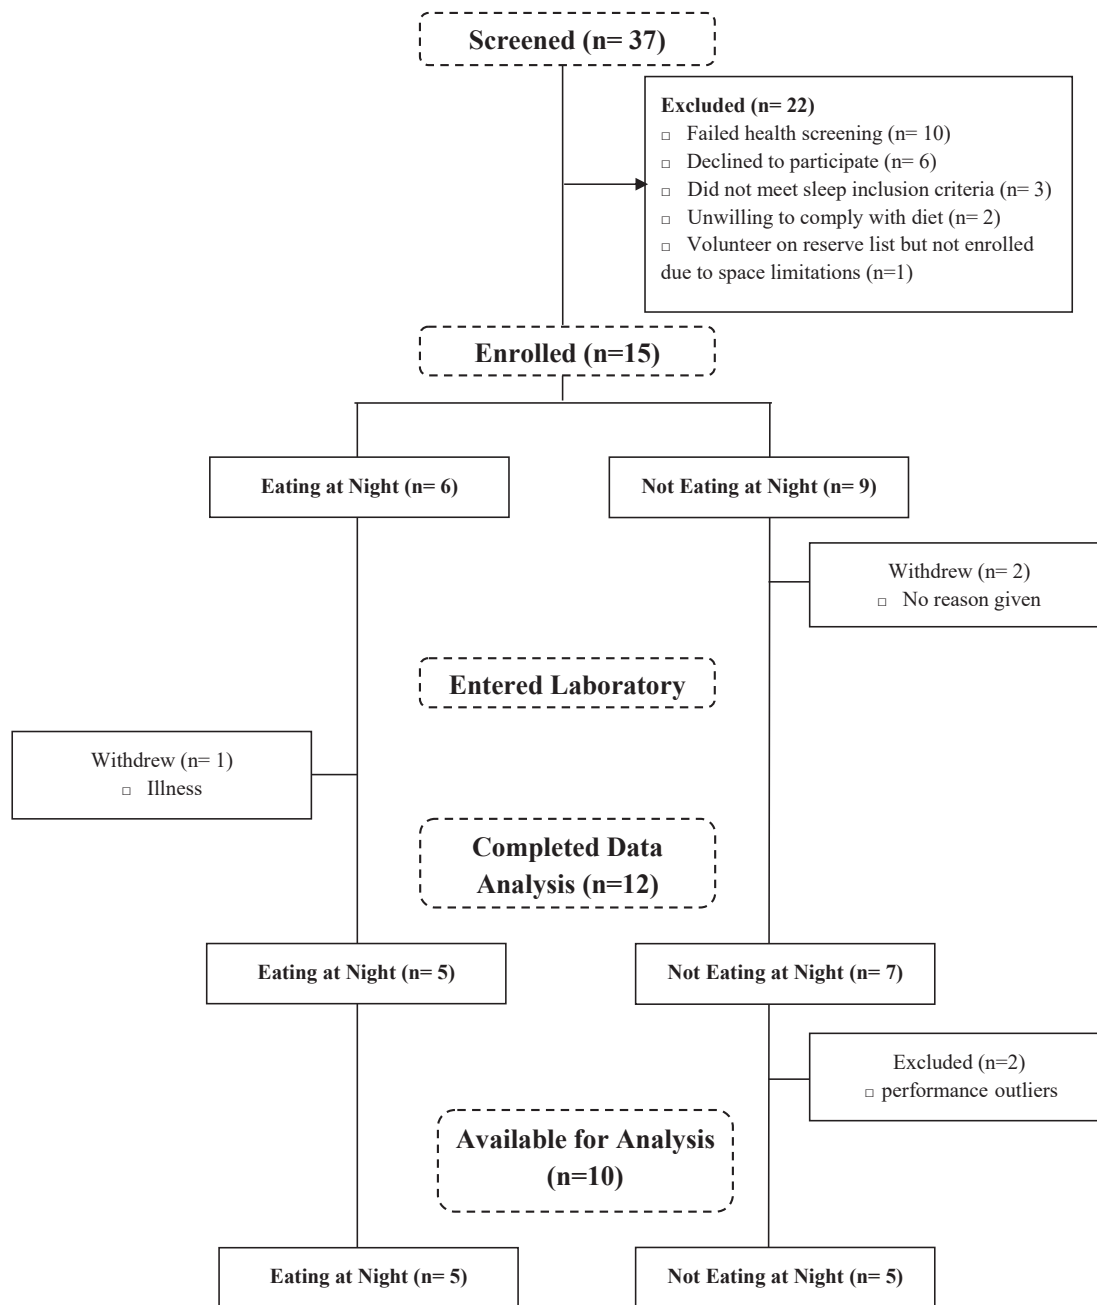 Screened (n= 37)
Excluded (n= 22)
□ Failed health screening (n= 10)
□ Declined to participate (n= 6)
□ Did not meet sleep inclusion criteria (n= 3)
□ Unwilling to comply with diet (n= 2)
□ Volunteer on reserve list but not enrolled
due to space limitations (n=1)
Enrolled (n=15)
Eating at Night (n= 6)
Not Eating at Night (n= 9)
Withdrew (n= 2)
□ No reason given
Entered Laboratory
Withdrew (n= 1)
□ Illness
Completed Data
Analysis (n=12)
Eating at Night (n= 5)
Not Eating at Night (n= 7)
Excluded (n=2)
□ performance outliers
Available for Analysis
(n=10)
Eating at Night (n= 5)
Not Eating at Night (n= 5)